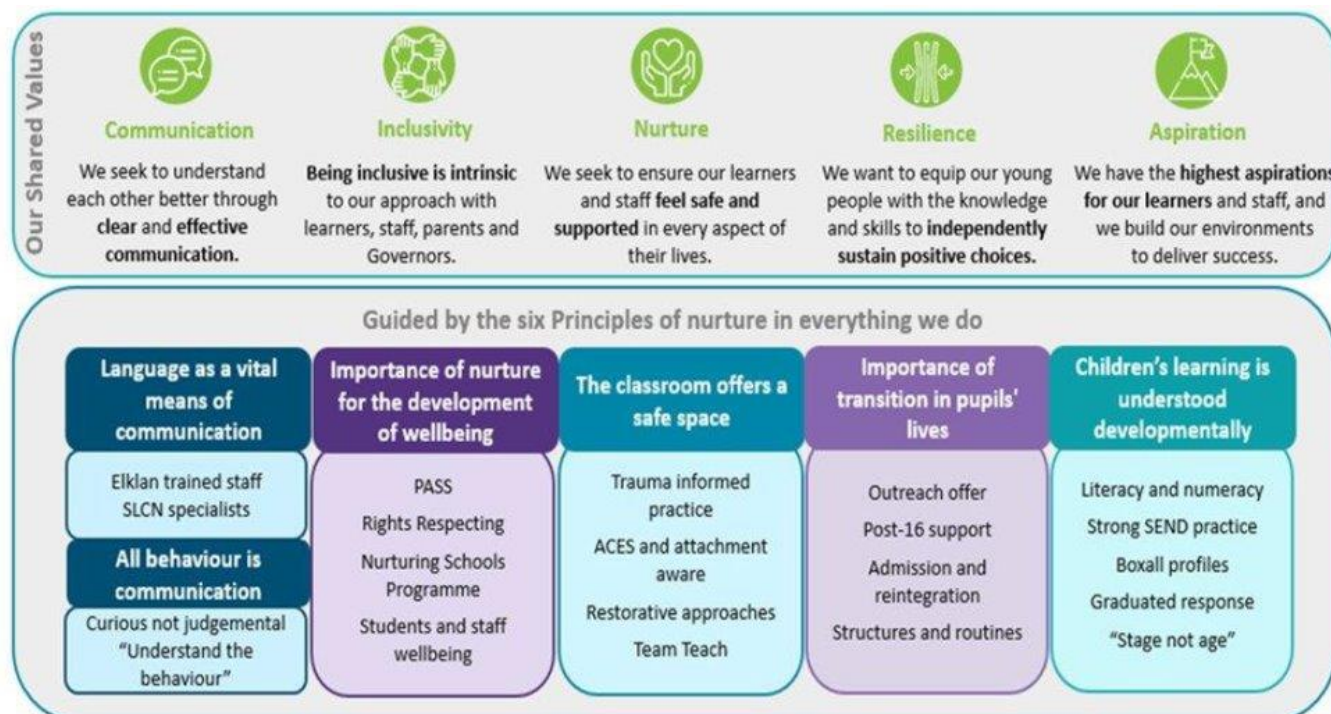 Our Shared Values
Communication
We seek to understand
each other better through
clear and effective
communication.
Inclusivity
Being inclusive is intrinsic
to our approach with
learners, staff, parents and
Governors.
Nurture
We seek to ensure our learners
and staff feel safe and
supported in every aspect of
their lives.
Resilience
We want to equip our young
people with the knowledge
and skills to independently
sustain positive choices.
Aspiration
We have the highest aspirations
for our learners and staff, and
we build our environments
to deliver success.
Guided by the six Principles of nurture in everything we do
Language as a vital
means of
communication
Elklan trained staff
SLCN specialists
All behaviour is
communication
Curious not judgemental
“Understand the
behaviour”
Importance of nurture
for the development
of wellbeing
PASS
Rights Respecting
Nurturing Schools
Programme
Students and staff
wellbeing
The classroom offers a
safe space
Trauma informed
practice
ACES and attachment
aware
Restorative approaches
Team Teach
Importance of
transition in pupils'
lives
Outreach offer
Post-16 support
Admission and
reintegration
Structures and routines
Children’s learning is
understood
developmentally
Literacy and numeracy
Strong SEND practice
Boxall profiles
Graduated response
“Stage not age”